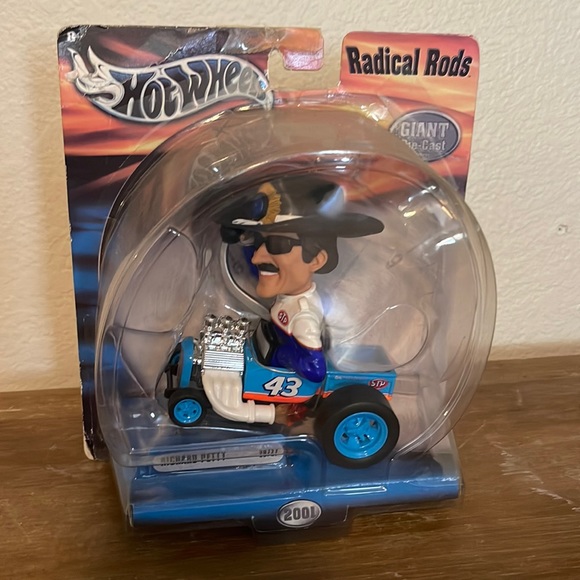 Hot Wheels
Radical Rods
GIANT
Die-Cast
STP
43
STP
RICHARD PETTY
2001